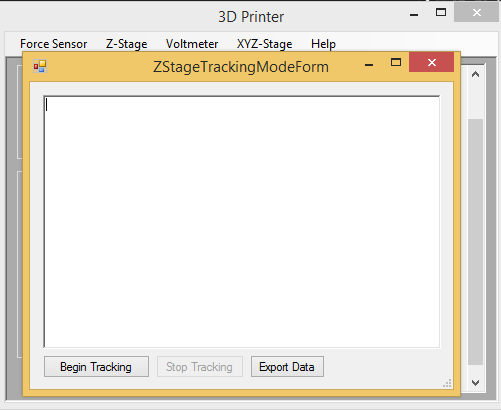 3D Printer
Force Sensor Z-Stage Voltmeter XYZ-Stage Help
ZStageTrackingModeForm
Begin Tracking Stop Tracking Export Data